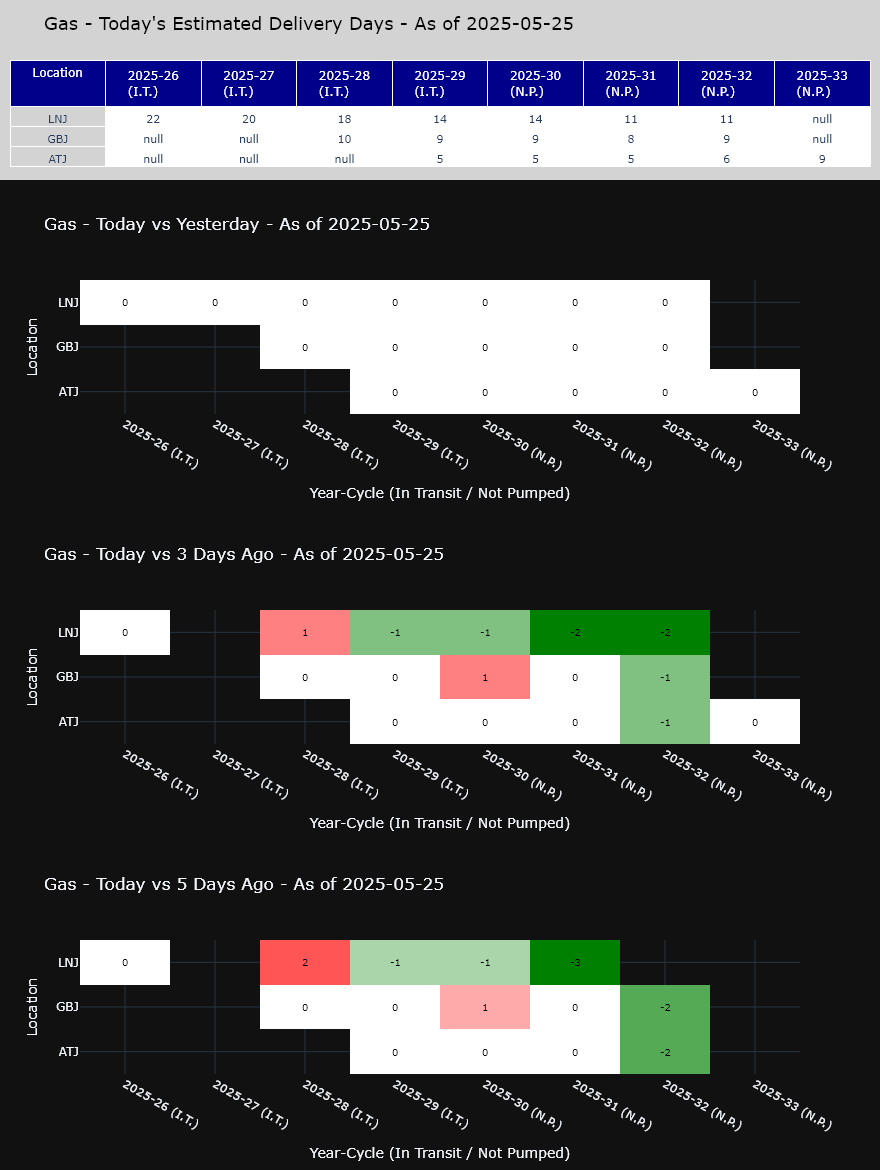 Gas - Today's Estimated Delivery Days - As of 2025-05-25
Location 2025-26 (I.T.) 2025-27 (I.T.) 2025-28 (I.T.) 2025-29 (I.T.) 2025-30 (N.P.) 2025-31 (N.P.) 2025-32 (N.P.) 2025-33 (N.P.)
LNJ 22 20 18 14 14 11 11 null
GBJ null null 10 9 9 8 9 null
ATJ null null null 5 5 5 6 9
Gas - Today vs Yesterday - As of 2025-05-25
Location
LNJ 0 0 0 0 0 0 0
GBJ 0 0 0 0 0
ATJ 0 0 0 0 0
2025-26 (I.T.) 2025-27 (I.T.) 2025-28 (I.T.) 2025-29 (I.T.) 2025-30 (N.P.) 2025-31 (N.P.) 2025-32 (N.P.) 2025-33 (N.P.)
Year-Cycle (In Transit / Not Pumped)
Gas - Today vs 3 Days Ago - As of 2025-05-25
Location
LNJ 0 1 -1 -1 -2 -2
GBJ 0 0 1 0 -1
ATJ 0 0 0 -1 0
2025-26 (I.T.) 2025-27 (I.T.) 2025-28 (I.T.) 2025-29 (I.T.) 2025-30 (N.P.) 2025-31 (N.P.) 2025-32 (N.P.) 2025-33 (N.P.)
Year-Cycle (In Transit / Not Pumped)
Gas - Today vs 5 Days Ago - As of 2025-05-25
Location
LNJ 0 2 -1 -1 -3
GBJ 0 0 1 0 -2
ATJ 0 0 0 -2
2025-26 (I.T.) 2025-27 (I.T.) 2025-28 (I.T.) 2025-29 (I.T.) 2025-30 (N.P.) 2025-31 (N.P.) 2025-32 (N.P.) 2025-33 (N.P.)
Year-Cycle (In Transit / Not Pumped)